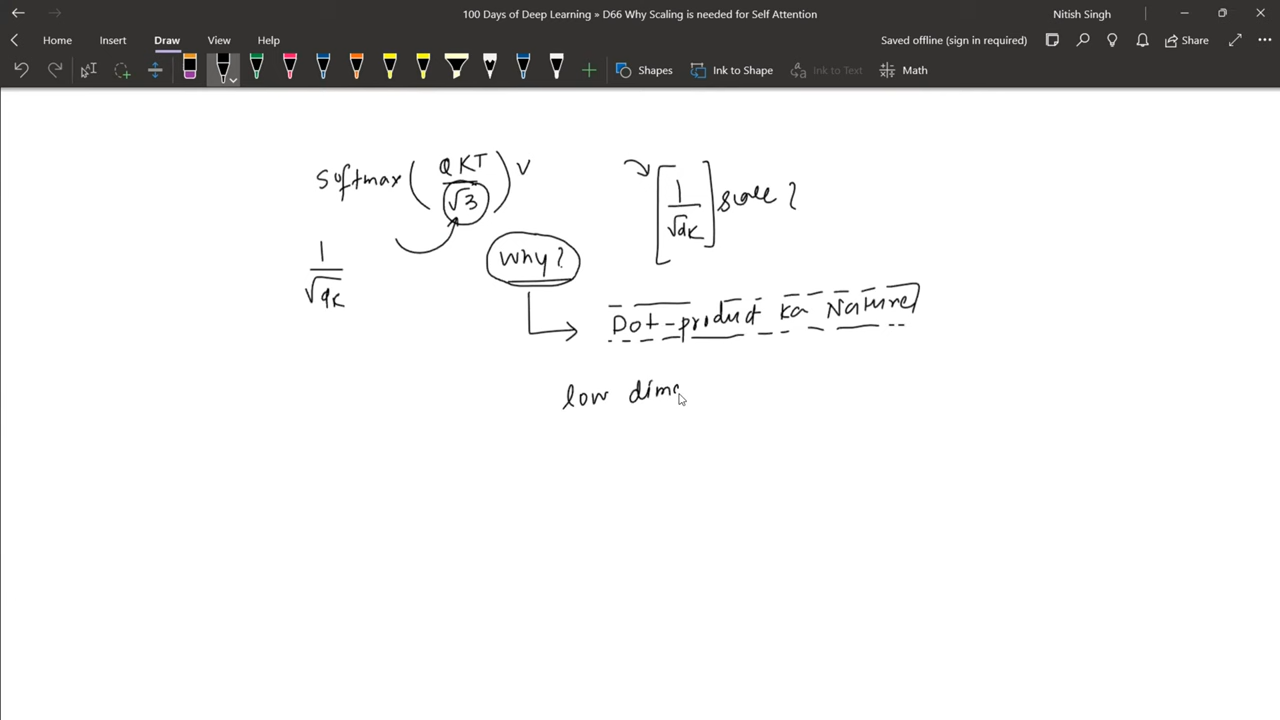 100 Days of Deep Learning » D66 Why Scaling is needed for Self Attention
Nitish Singh
Home Insert Draw View Help
Saved offline (sign in required)
Share
Shapes
Ink to Shape
Ink to Text
Math
Softmax (QKT / √3) V
[1 / √dK] scale ?
1 / √dK
Why?
Dot-product ka Nature
low dime